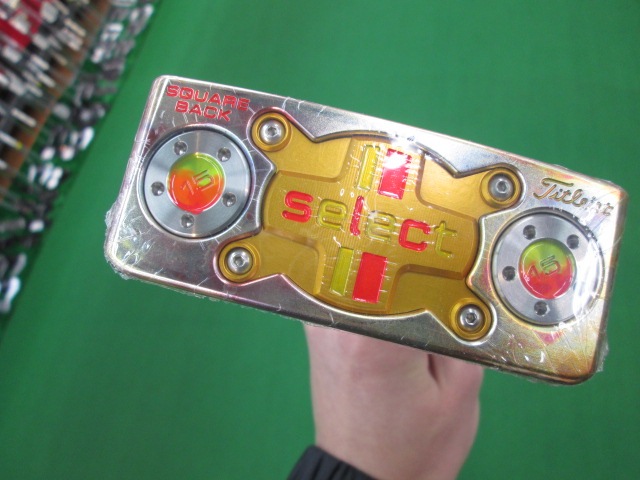 SQUARE
BACK
Titleist
select
15
15